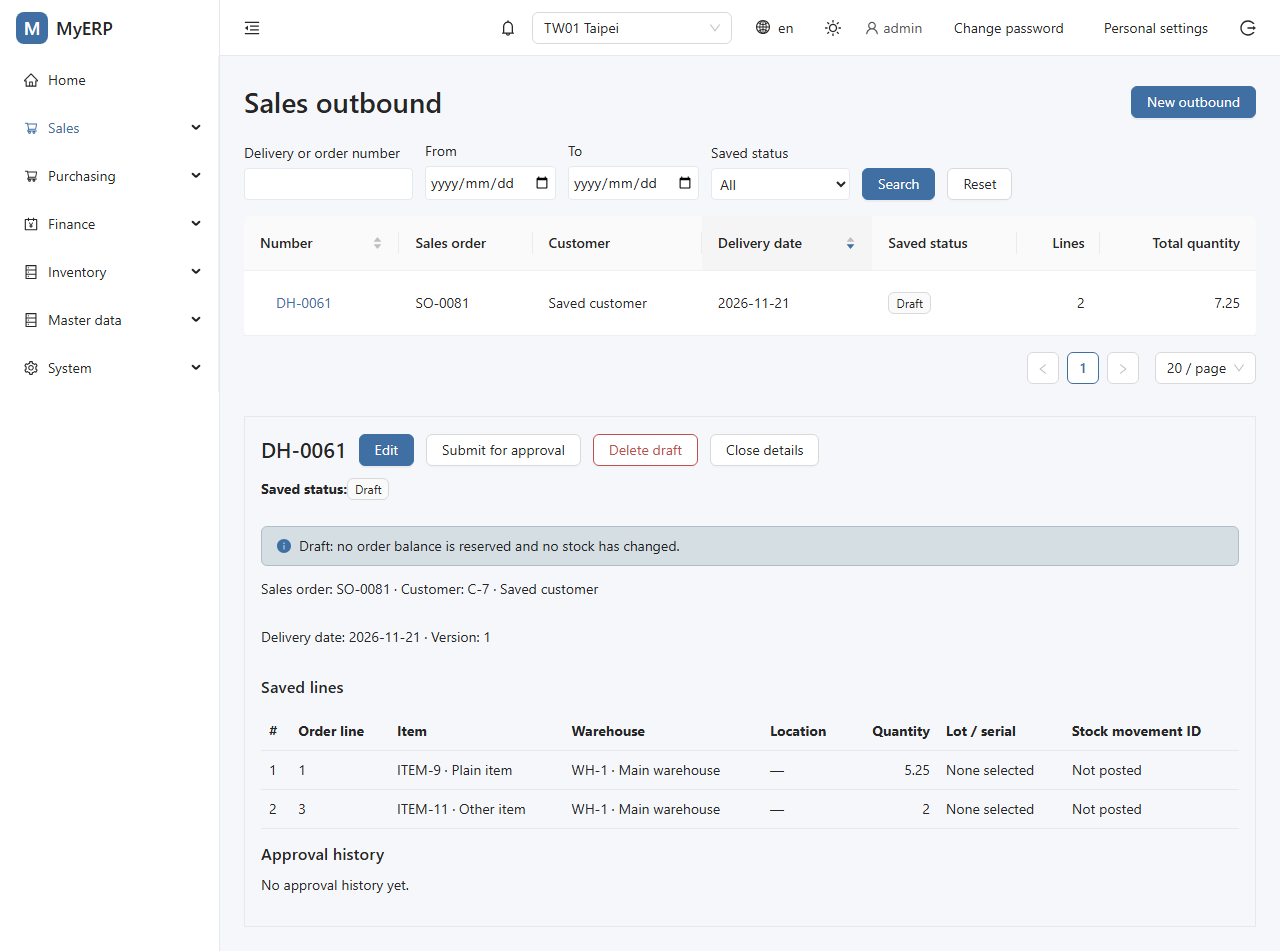 M MyERP
TW01 Taipei
en
admin
Change password
Personal settings
Home
Sales
Purchasing
Finance
Inventory
Master data
System
Sales outbound
New outbound
Delivery or order number
From
To
Saved status
yyyy/mm/dd
yyyy/mm/dd
All
Search
Reset
Number Sales order Customer Delivery date Saved status Lines Total quantity
DH-0061 SO-0081 Saved customer 2026-11-21 Draft 2 7.25
< 1 > 20 / page
DH-0061 Edit Submit for approval Delete draft Close details
Saved status: Draft
Draft: no order balance is reserved and no stock has changed.
Sales order: SO-0081 · Customer: C-7 · Saved customer
Delivery date: 2026-11-21 · Version: 1
Saved lines
# Order line Item Warehouse Location Quantity Lot / serial Stock movement ID
1 1 ITEM-9 · Plain item WH-1 · Main warehouse — 5.25 None selected Not posted
2 3 ITEM-11 · Other item WH-1 · Main warehouse — 2 None selected Not posted
Approval history
No approval history yet.